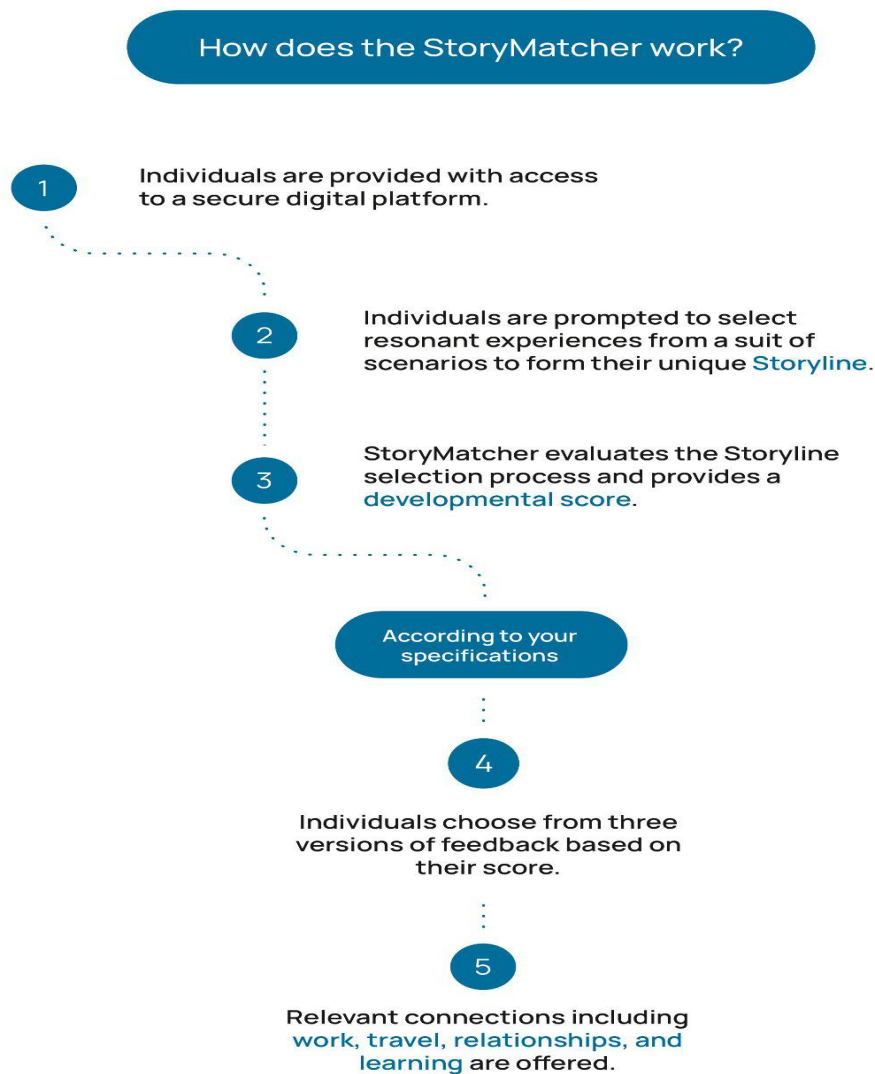 How does the StoryMatcher work?
1
Individuals are provided with access
to a secure digital platform.
2
Individuals are prompted to select
resonant experiences from a suit of
scenarios to form their unique Storyline.
3
StoryMatcher evaluates the Storyline
selection process and provides a
developmental score.
According to your
specifications
4
Individuals choose from three
versions of feedback based on
their score.
5
Relevant connections including
work, travel, relationships, and
learning are offered.